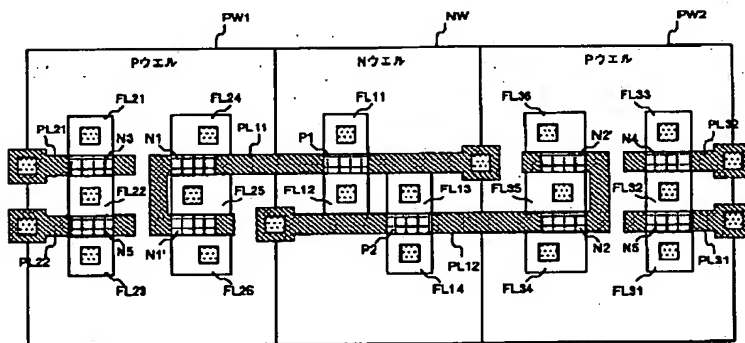 PW1 NW PW2
Pウエル Nウエル Pウエル
FL21 FL24 FL11 FL36 FL33
PL21 N3 N1 PL11 P1 N2' N4 PL32
FL22 FL25 FL12 FL13 FL35 FL32
PL22 N5 N1' P2 PL12 N2 N5 PL31
FL23 FL26 FL14 FL34 FL31